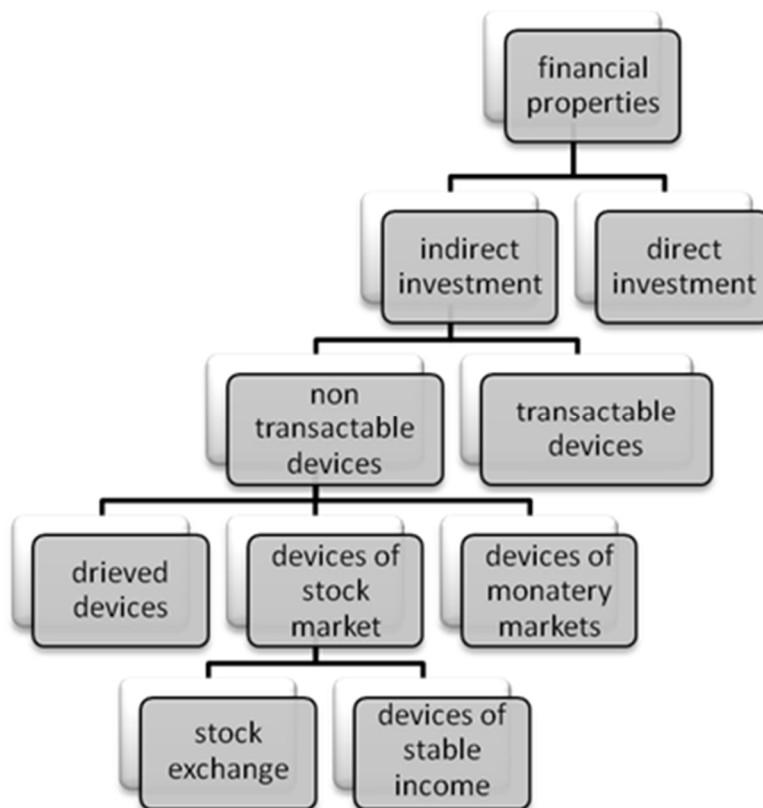 financial
properties
indirect
investment
direct
investment
non
transactable
devices
transactable
devices
drieved
devices
devices of
stock
market
devices of
monatery
markets
stock
exchange
devices of
stable
income